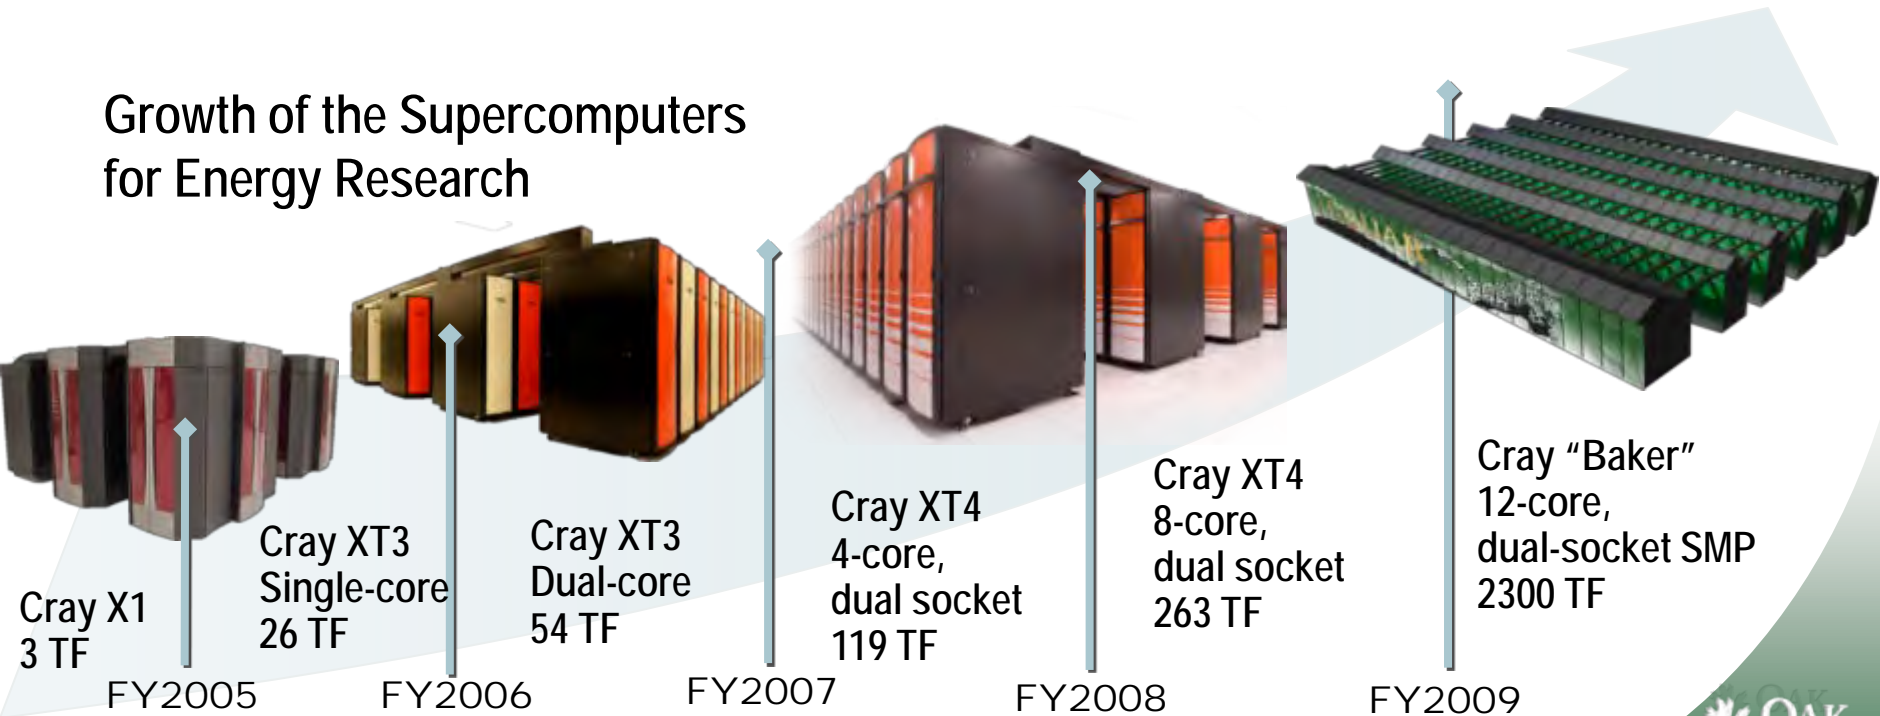 Growth of the Supercomputers
for Energy Research
Cray X1
3 TF
Cray XT3
Single-core
26 TF
Cray XT3
Dual-core
54 TF
Cray XT4
4-core,
dual socket
119 TF
Cray XT4
8-core,
dual socket
263 TF
Cray “Baker”
12-core,
dual-socket SMP
2300 TF
FY2005
FY2006
FY2007
FY2008
FY2009
OAK